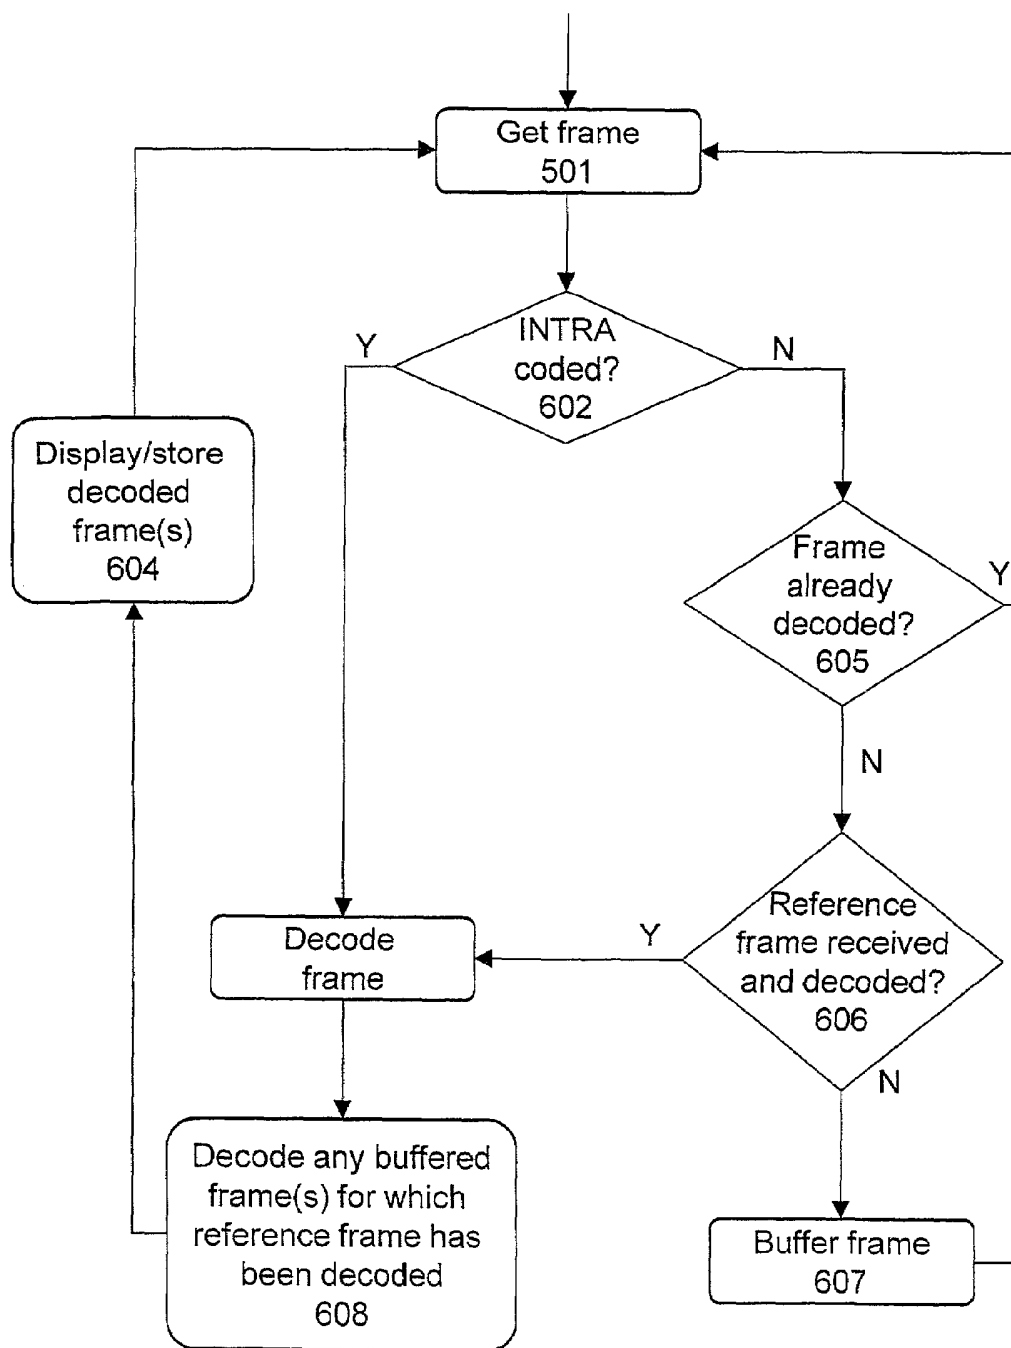 Get frame
501
INTRA
coded?
602
Y
N
Display/store
decoded
frame(s)
604
Frame
already
decoded?
605
Y
N
Reference
frame received
and decoded?
606
Y
N
Decode
frame
Decode any buffered
frame(s) for which
reference frame has
been decoded
608
Buffer frame
607